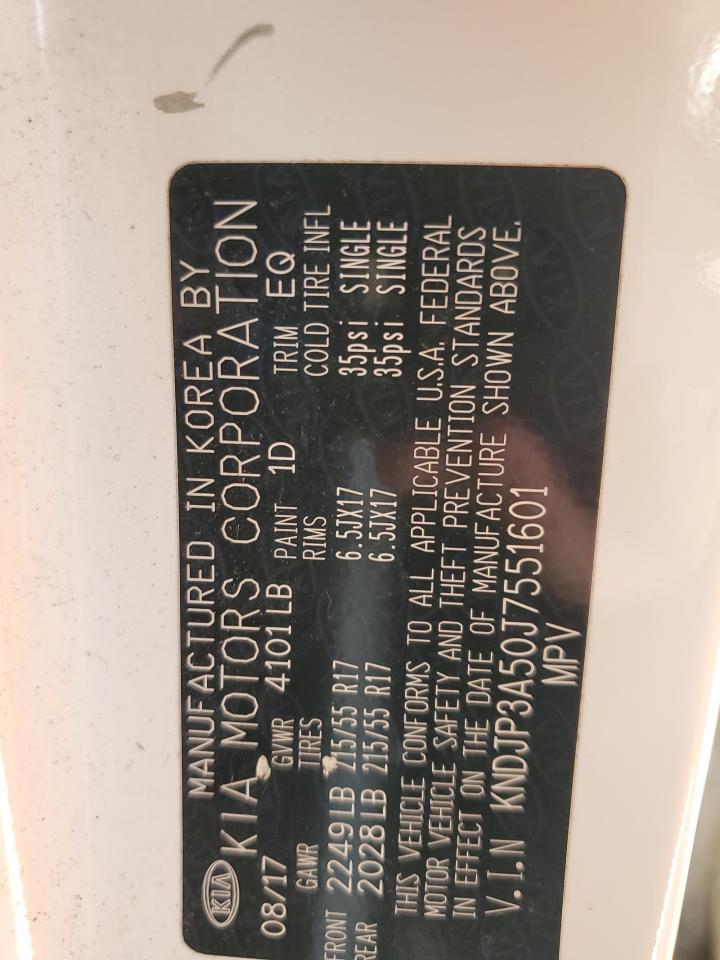 MANUFACTURED IN KOREA BY
KIA KIA MOTORS CORPORATION
08/17 GVWR 4101LB PAINT 1D TRIM EQ
GAWR TIRES RIMS COLD TIRE INFL
FRONT 2249LB 215/55 R17 6.5JX17 35psi SINGLE
REAR 2028LB 215/55 R17 6.5JX17 35psi SINGLE
THIS VEHICLE CONFORMS TO ALL APPLICABLE U.S.A. FEDERAL
MOTOR VEHICLE SAFETY AND THEFT PREVENTION STANDARDS
IN EFFECT ON THE DATE OF MANUFACTURE SHOWN ABOVE.
V.I.N KNDJP3A50J7551601
MPV